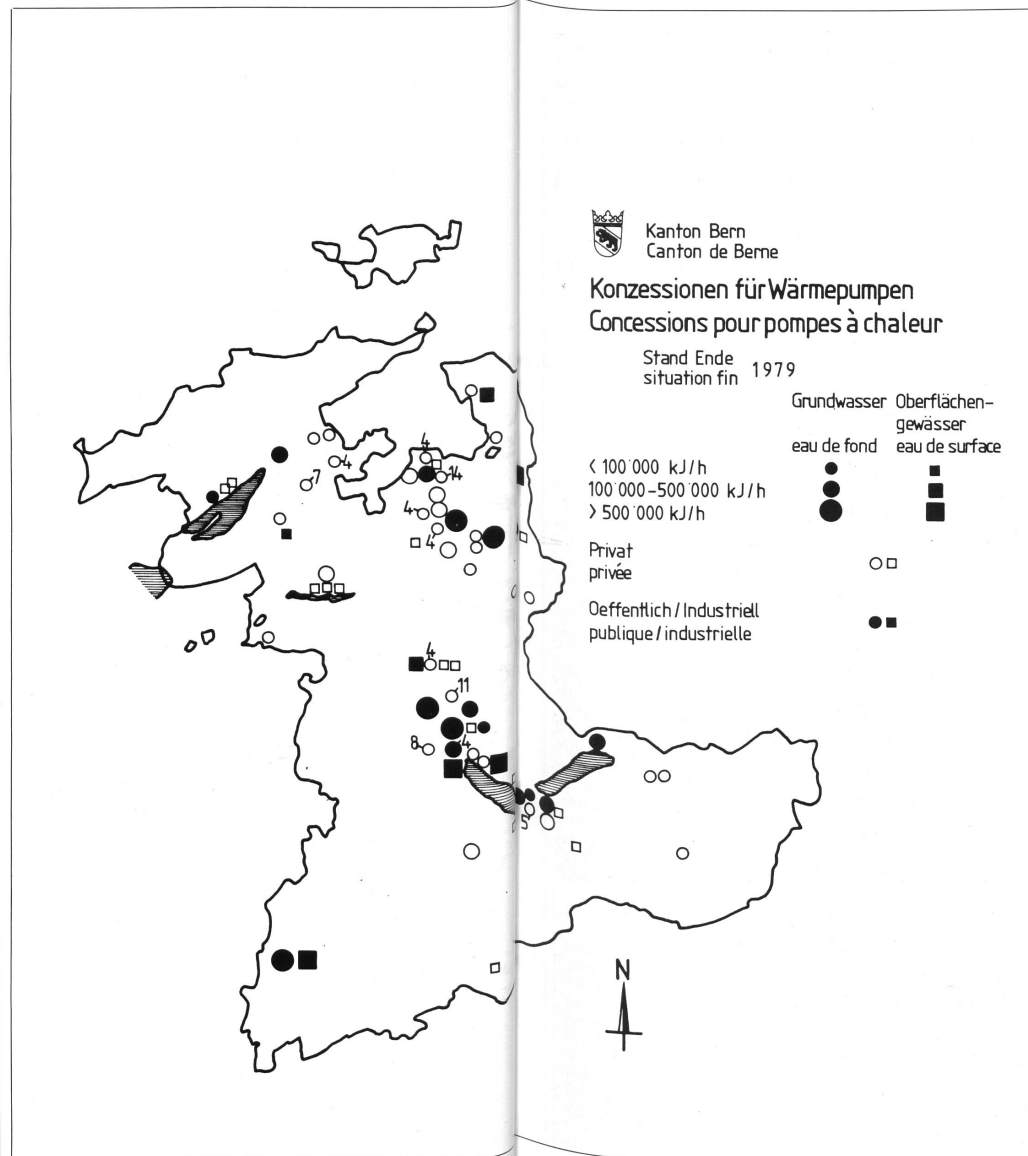 Kanton Bern
Canton de Berne
Konzessionen für Wärmepumpen
Concessions pour pompes à chaleur
Stand Ende
situation fin 1979
Grundwasser Oberflächen-
gewässer
eau de fond eau de surface
< 100'000 kJ/h
100'000-500'000 kJ/h
> 500'000 kJ/h
Privat
privée
Oeffentlich / Industriell
publique / industrielle
4
4
14
7
4
4
4
11
8
4
5
N